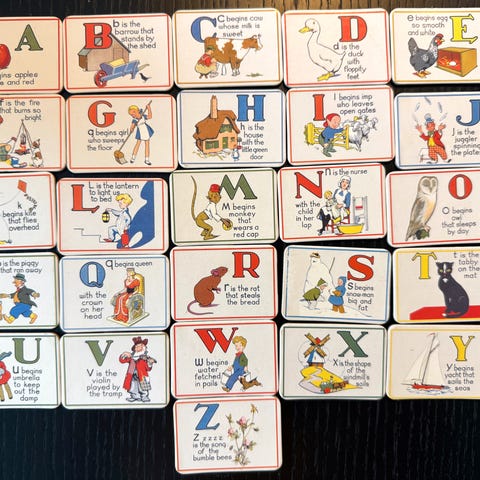 A
apples
and red
B
b is the
barrow that
stands by
the shed
C
C begins cow
whose milk is
sweet
D
d is the
duck with
floppity
feet
E
e begins egg
so smooth
and white
f is the fire
that burns so
bright
G
g begins girl
who sweeps
the floor
H
h is the
house
with the
little green
door
I
I begins imp
who leaves
open gates
J
J is the
juggler
spinning
the plates
k
begins kite
that flies
overhead
L
L is the lantern
to light us
to bed
M
M begins
monkey
that
wears a
red cap
N
n is the nurse
with the
child in
her lap
O
O begins
owl
that sleeps
by day
is the piggy
that ran away
Q
q begins queen
with the
crown
on her
head
R
r is the rat
that steals
the bread
S
s begins
snow-man
big and
fat
T
t is the
tabby
on the
mat
U
u begins
umbrella
to keep
out the
damp
V
V is the
violin
played by
the tramp
W
W begins
water
fetched
in pails
X
X is the shape
of the
windmill's
sails
Y
y begins
yacht that
sails the
seas
Z
Z z z z z
is the song
of the
bumble bees